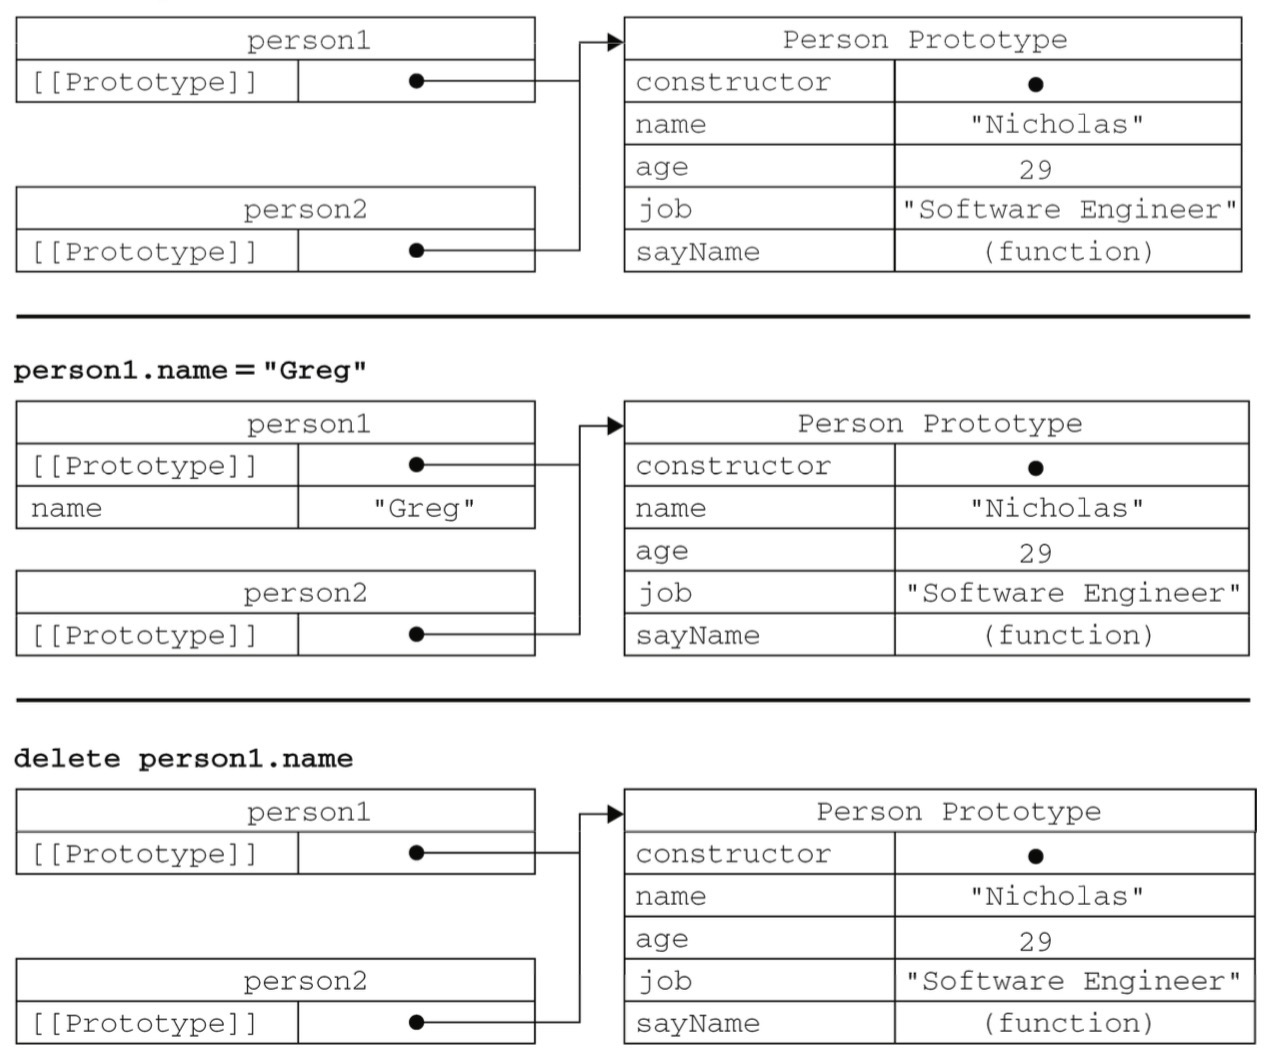 person1
[[Prototype]]
person2
[[Prototype]]
Person Prototype
constructor
name "Nicholas"
age 29
job "Software Engineer"
sayName (function)
person1.name = "Greg"
person1
[[Prototype]]
name "Greg"
person2
[[Prototype]]
Person Prototype
constructor
name "Nicholas"
age 29
job "Software Engineer"
sayName (function)
delete person1.name
person1
[[Prototype]]
person2
[[Prototype]]
Person Prototype
constructor
name "Nicholas"
age 29
job "Software Engineer"
sayName (function)